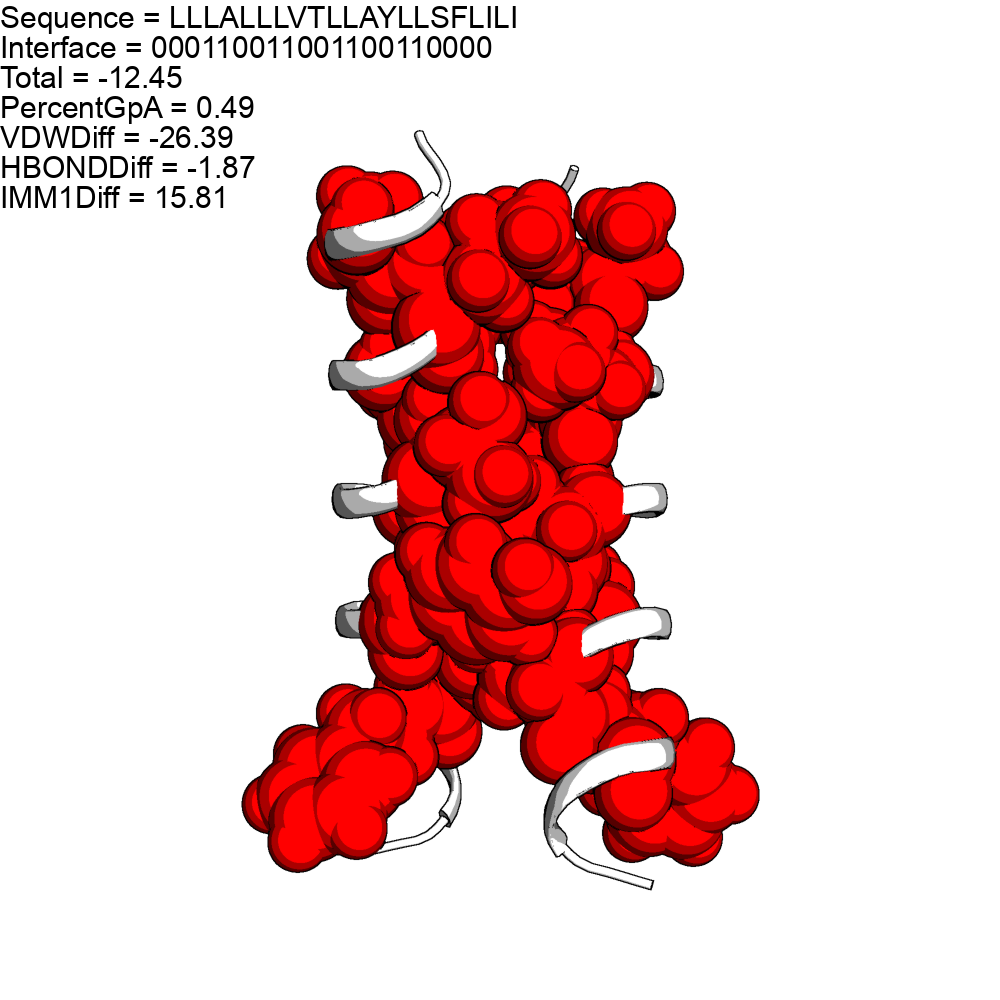 Sequence = LLLALLLVTLLAYLLSFLILI
Interface = 000110011001100110000
Total = -12.45
PercentGpA = 0.49
VDWDiff = -26.39
HBONDDiff = -1.87
IMM1Diff = 15.81